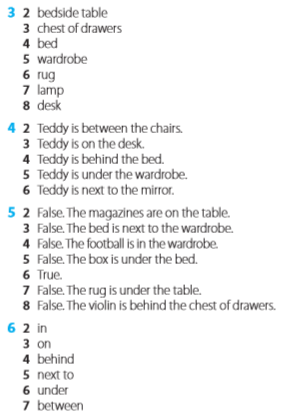 3 2 bedside table
3 chest of drawers
4 bed
5 wardrobe
6 rug
7 lamp
8 desk
4 2 Teddy is between the chairs.
3 Teddy is on the desk.
4 Teddy is behind the bed.
5 Teddy is under the wardrobe.
6 Teddy is next to the mirror.
5 2 False. The magazines are on the table.
3 False. The bed is next to the wardrobe.
4 False. The football is in the wardrobe.
5 False. The box is under the bed.
6 True.
7 False. The rug is under the table.
8 False. The violin is behind the chest of drawers.
6 2 in
3 on
4 behind
5 next to
6 under
7 between